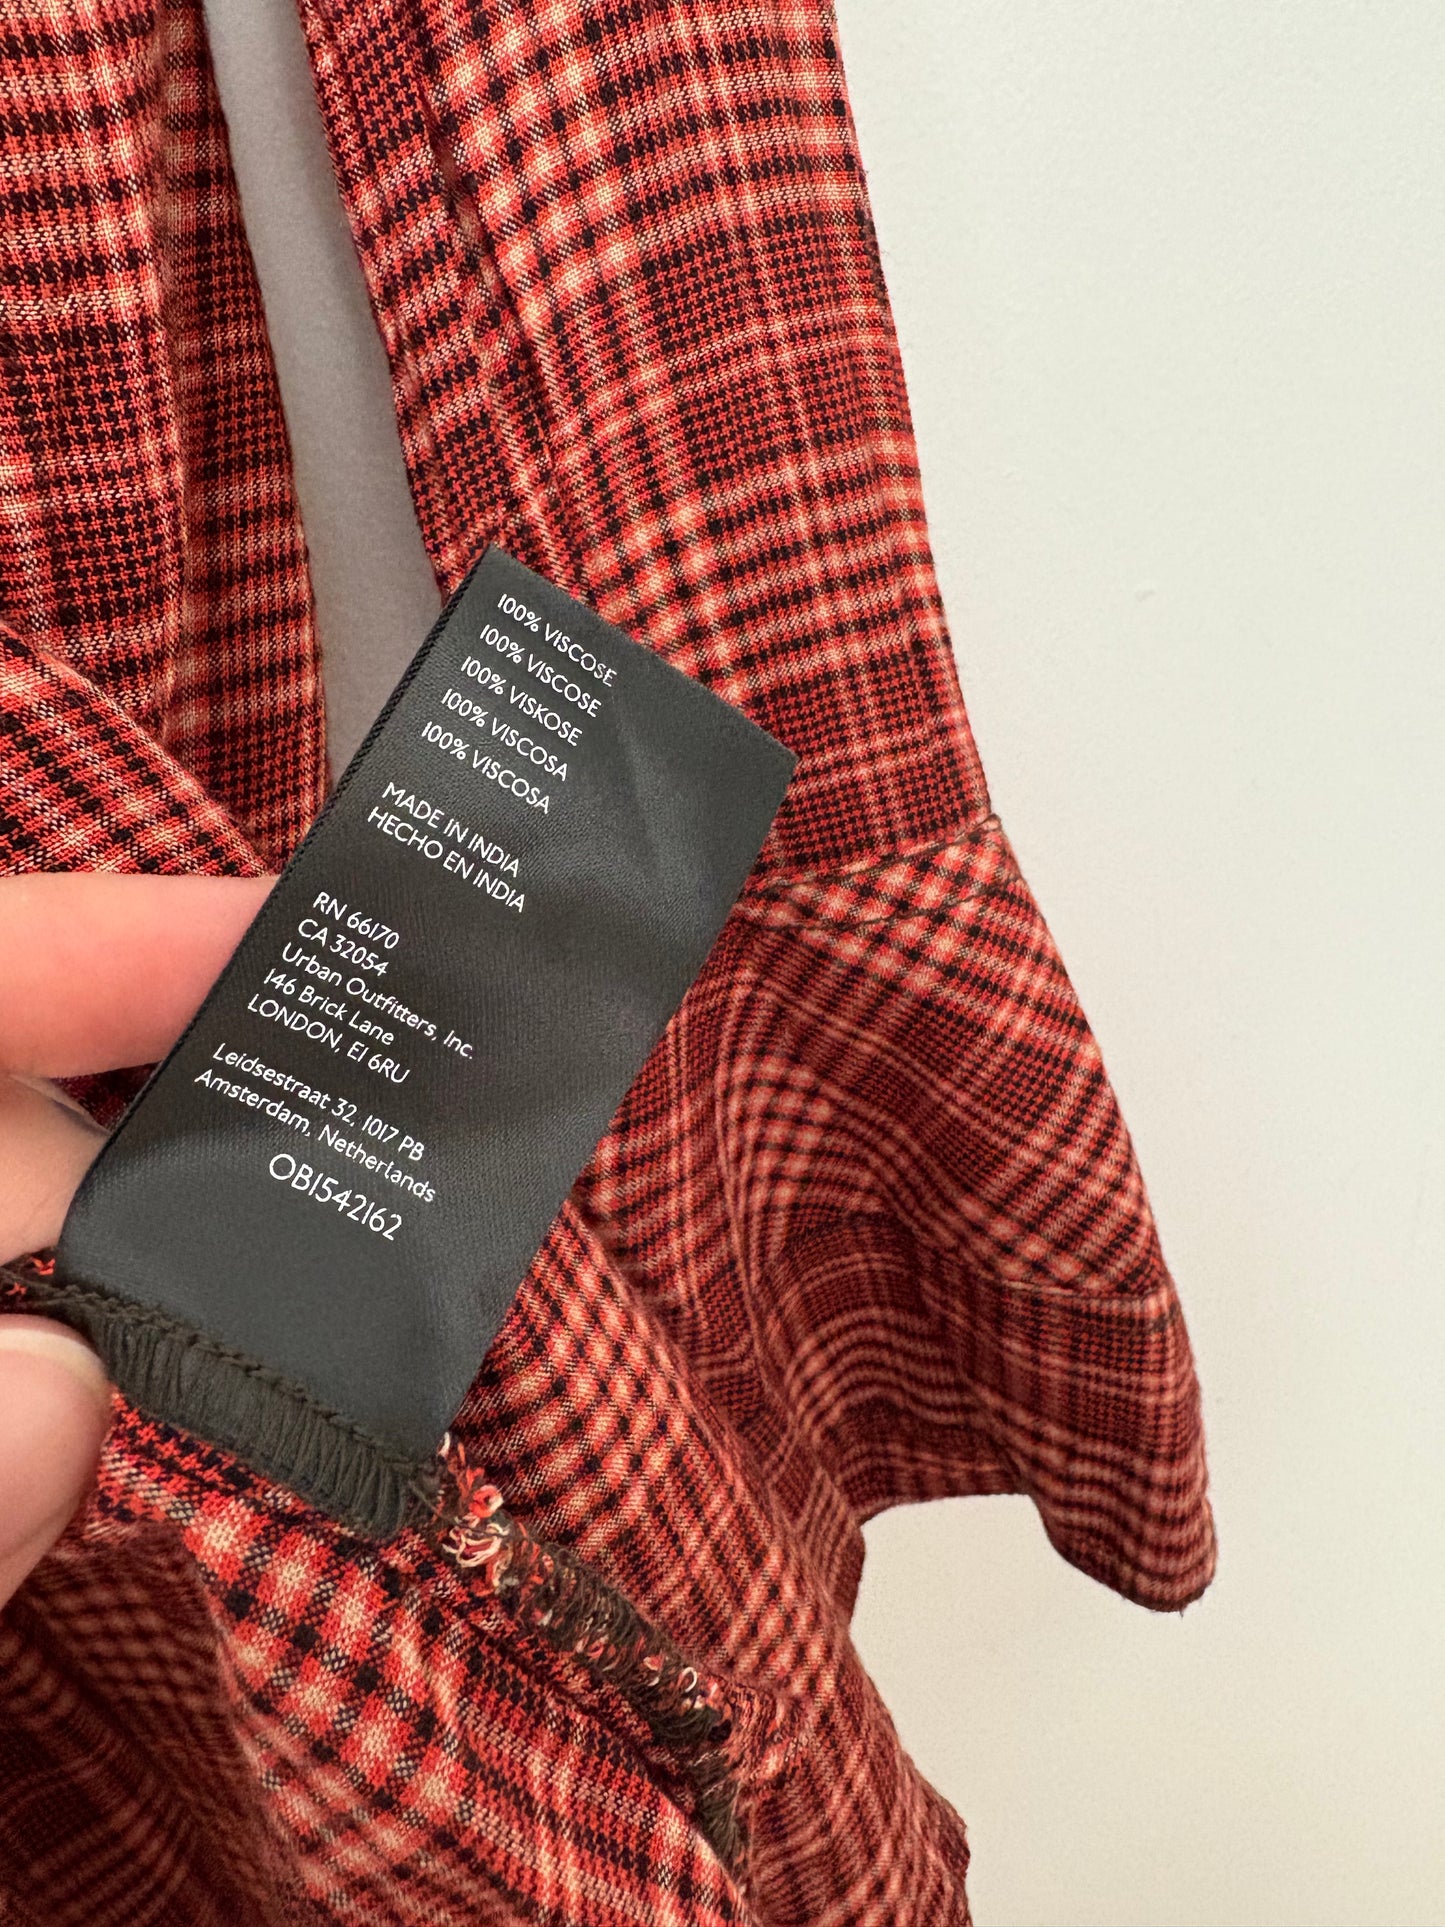 100% VISCOSE
100% VISCOSE
100% VISKOSE
100% VISCOSA
100% VISCOSA
MADE IN INDIA
HECHO EN INDIA
RN 66170
CA 32054
Urban Outfitters, Inc.
146 Brick Lane
LONDON, E1 6RU
Leidsestraat 32, 1017 PB
Amsterdam, Netherlands
OB1542162